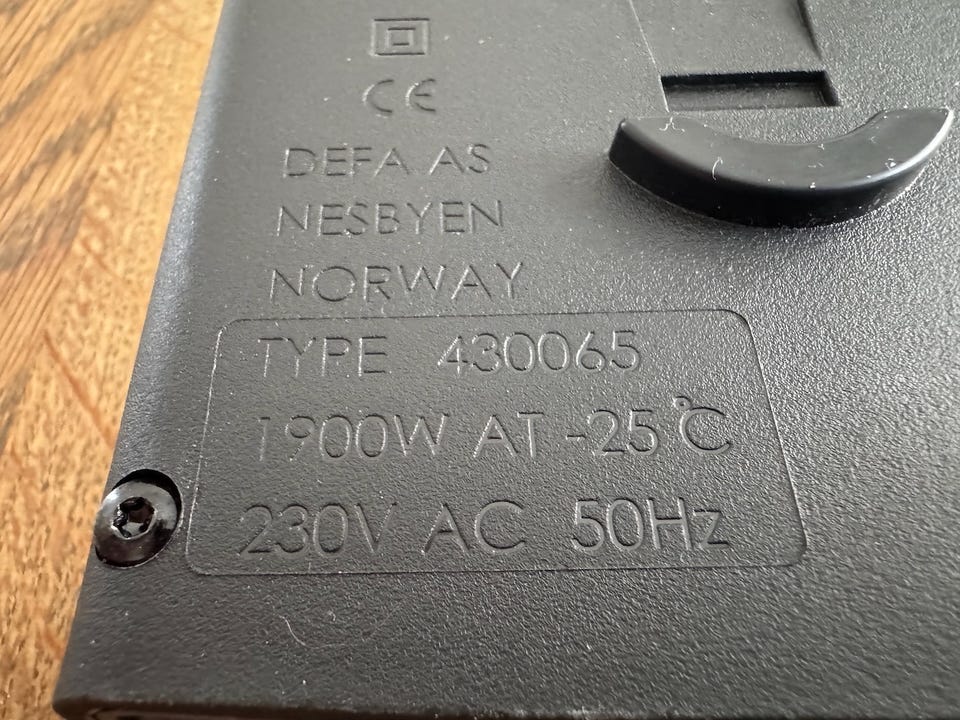 CE
DEFA AS
NESBYEN
NORWAY
TYPE 430065
1900W AT -25°C
230V AC 50Hz